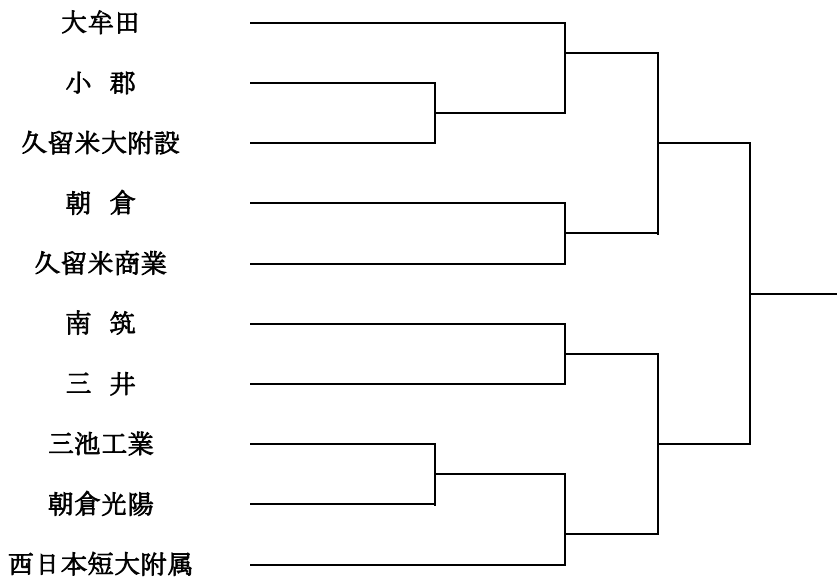 大牟田
小 郡
久留米大附設
朝 倉
久留米商業
南 筑
三 井
三池工業
朝倉光陽
西日本短大附属